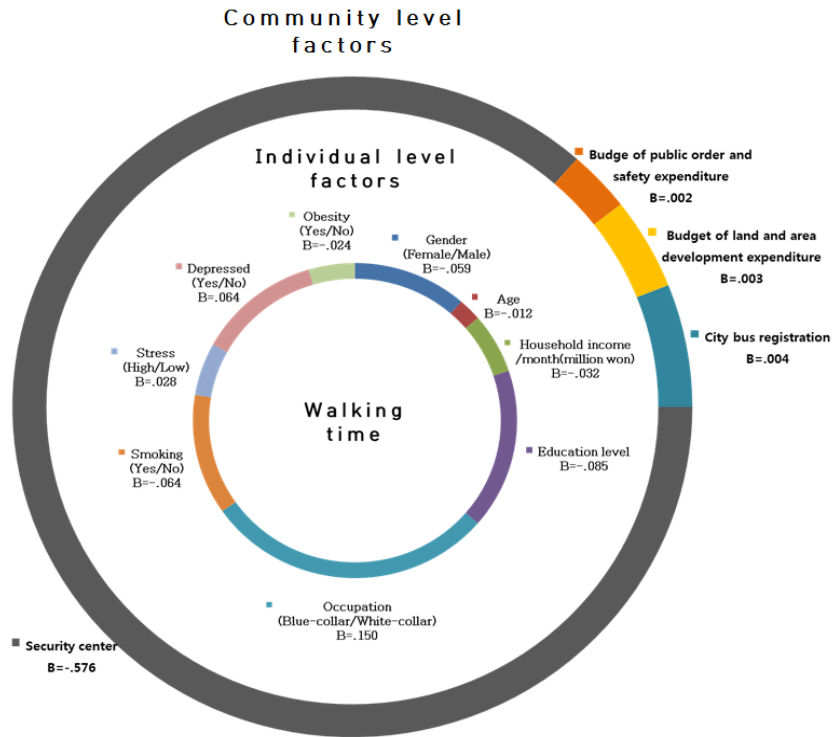 Community level
factors
Individual level
factors
Budge of public order and
safety expenditure
B=.002
Budget of land and area
development expenditure
B=.003
City bus registration
B=.004
Obesity
(Yes/No)
B=-.024
Gender
(Female/Male)
B=-.059
Depressed
(Yes/No)
B=.064
Age
B=-.012
Household income
/month(million won)
B=-.032
Stress
(High/Low)
B=.028
Walking
time
Smoking
(Yes/No)
B=-.064
Education level
B=-.085
Occupation
(Blue-collar/White-collar)
B=.150
Security center
B=-.576